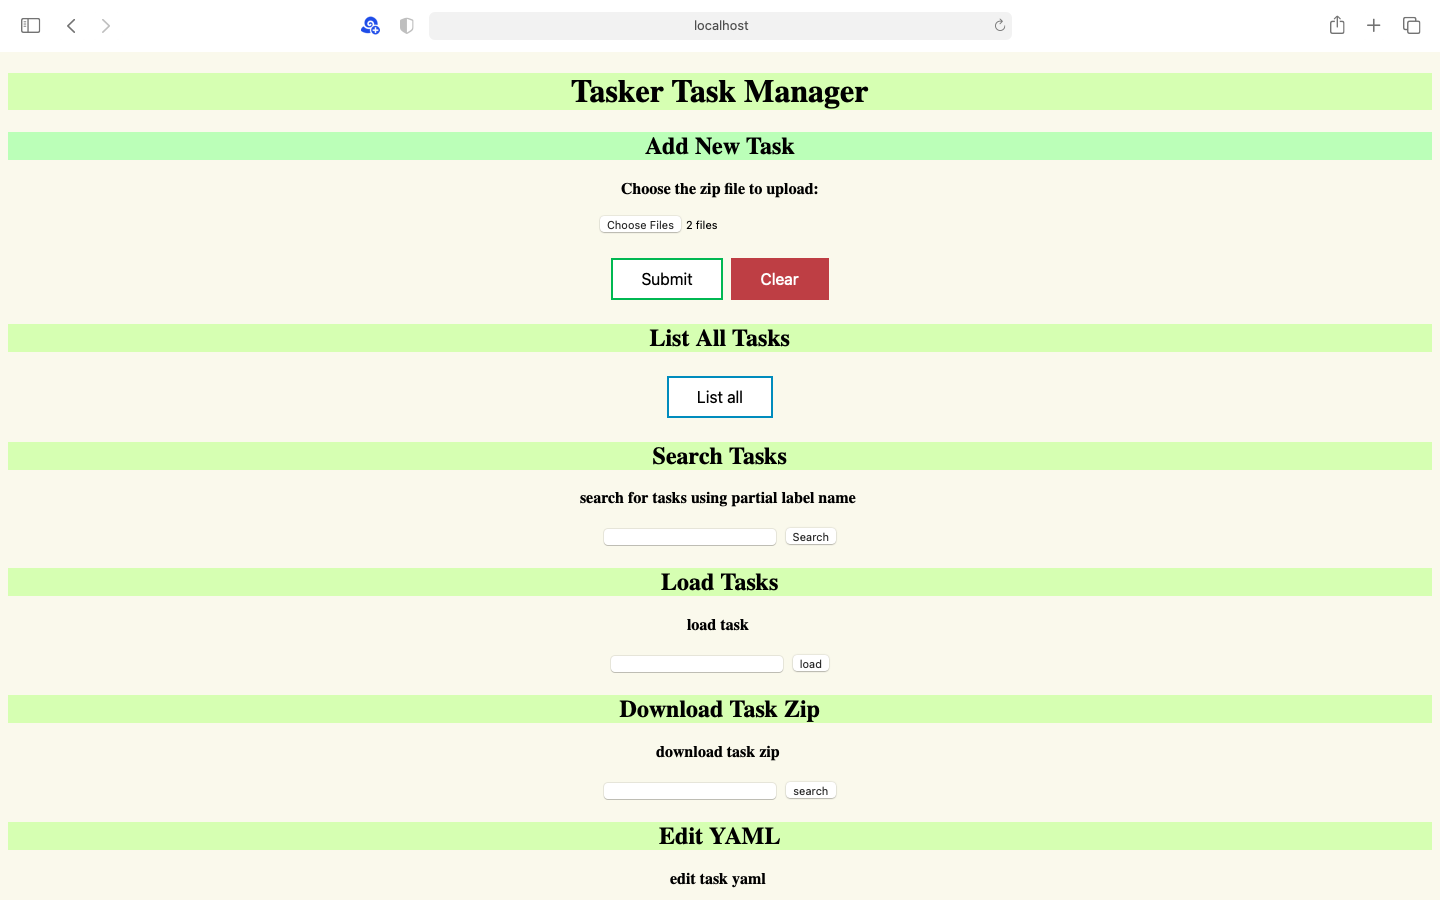 localhost
Tasker Task Manager
Add New Task
Choose the zip file to upload:
Choose Files 2 files
Submit Clear
List All Tasks
List all
Search Tasks
search for tasks using partial label name
Search
Load Tasks
load task
load
Download Task Zip
download task zip
search
Edit YAML
edit task yaml